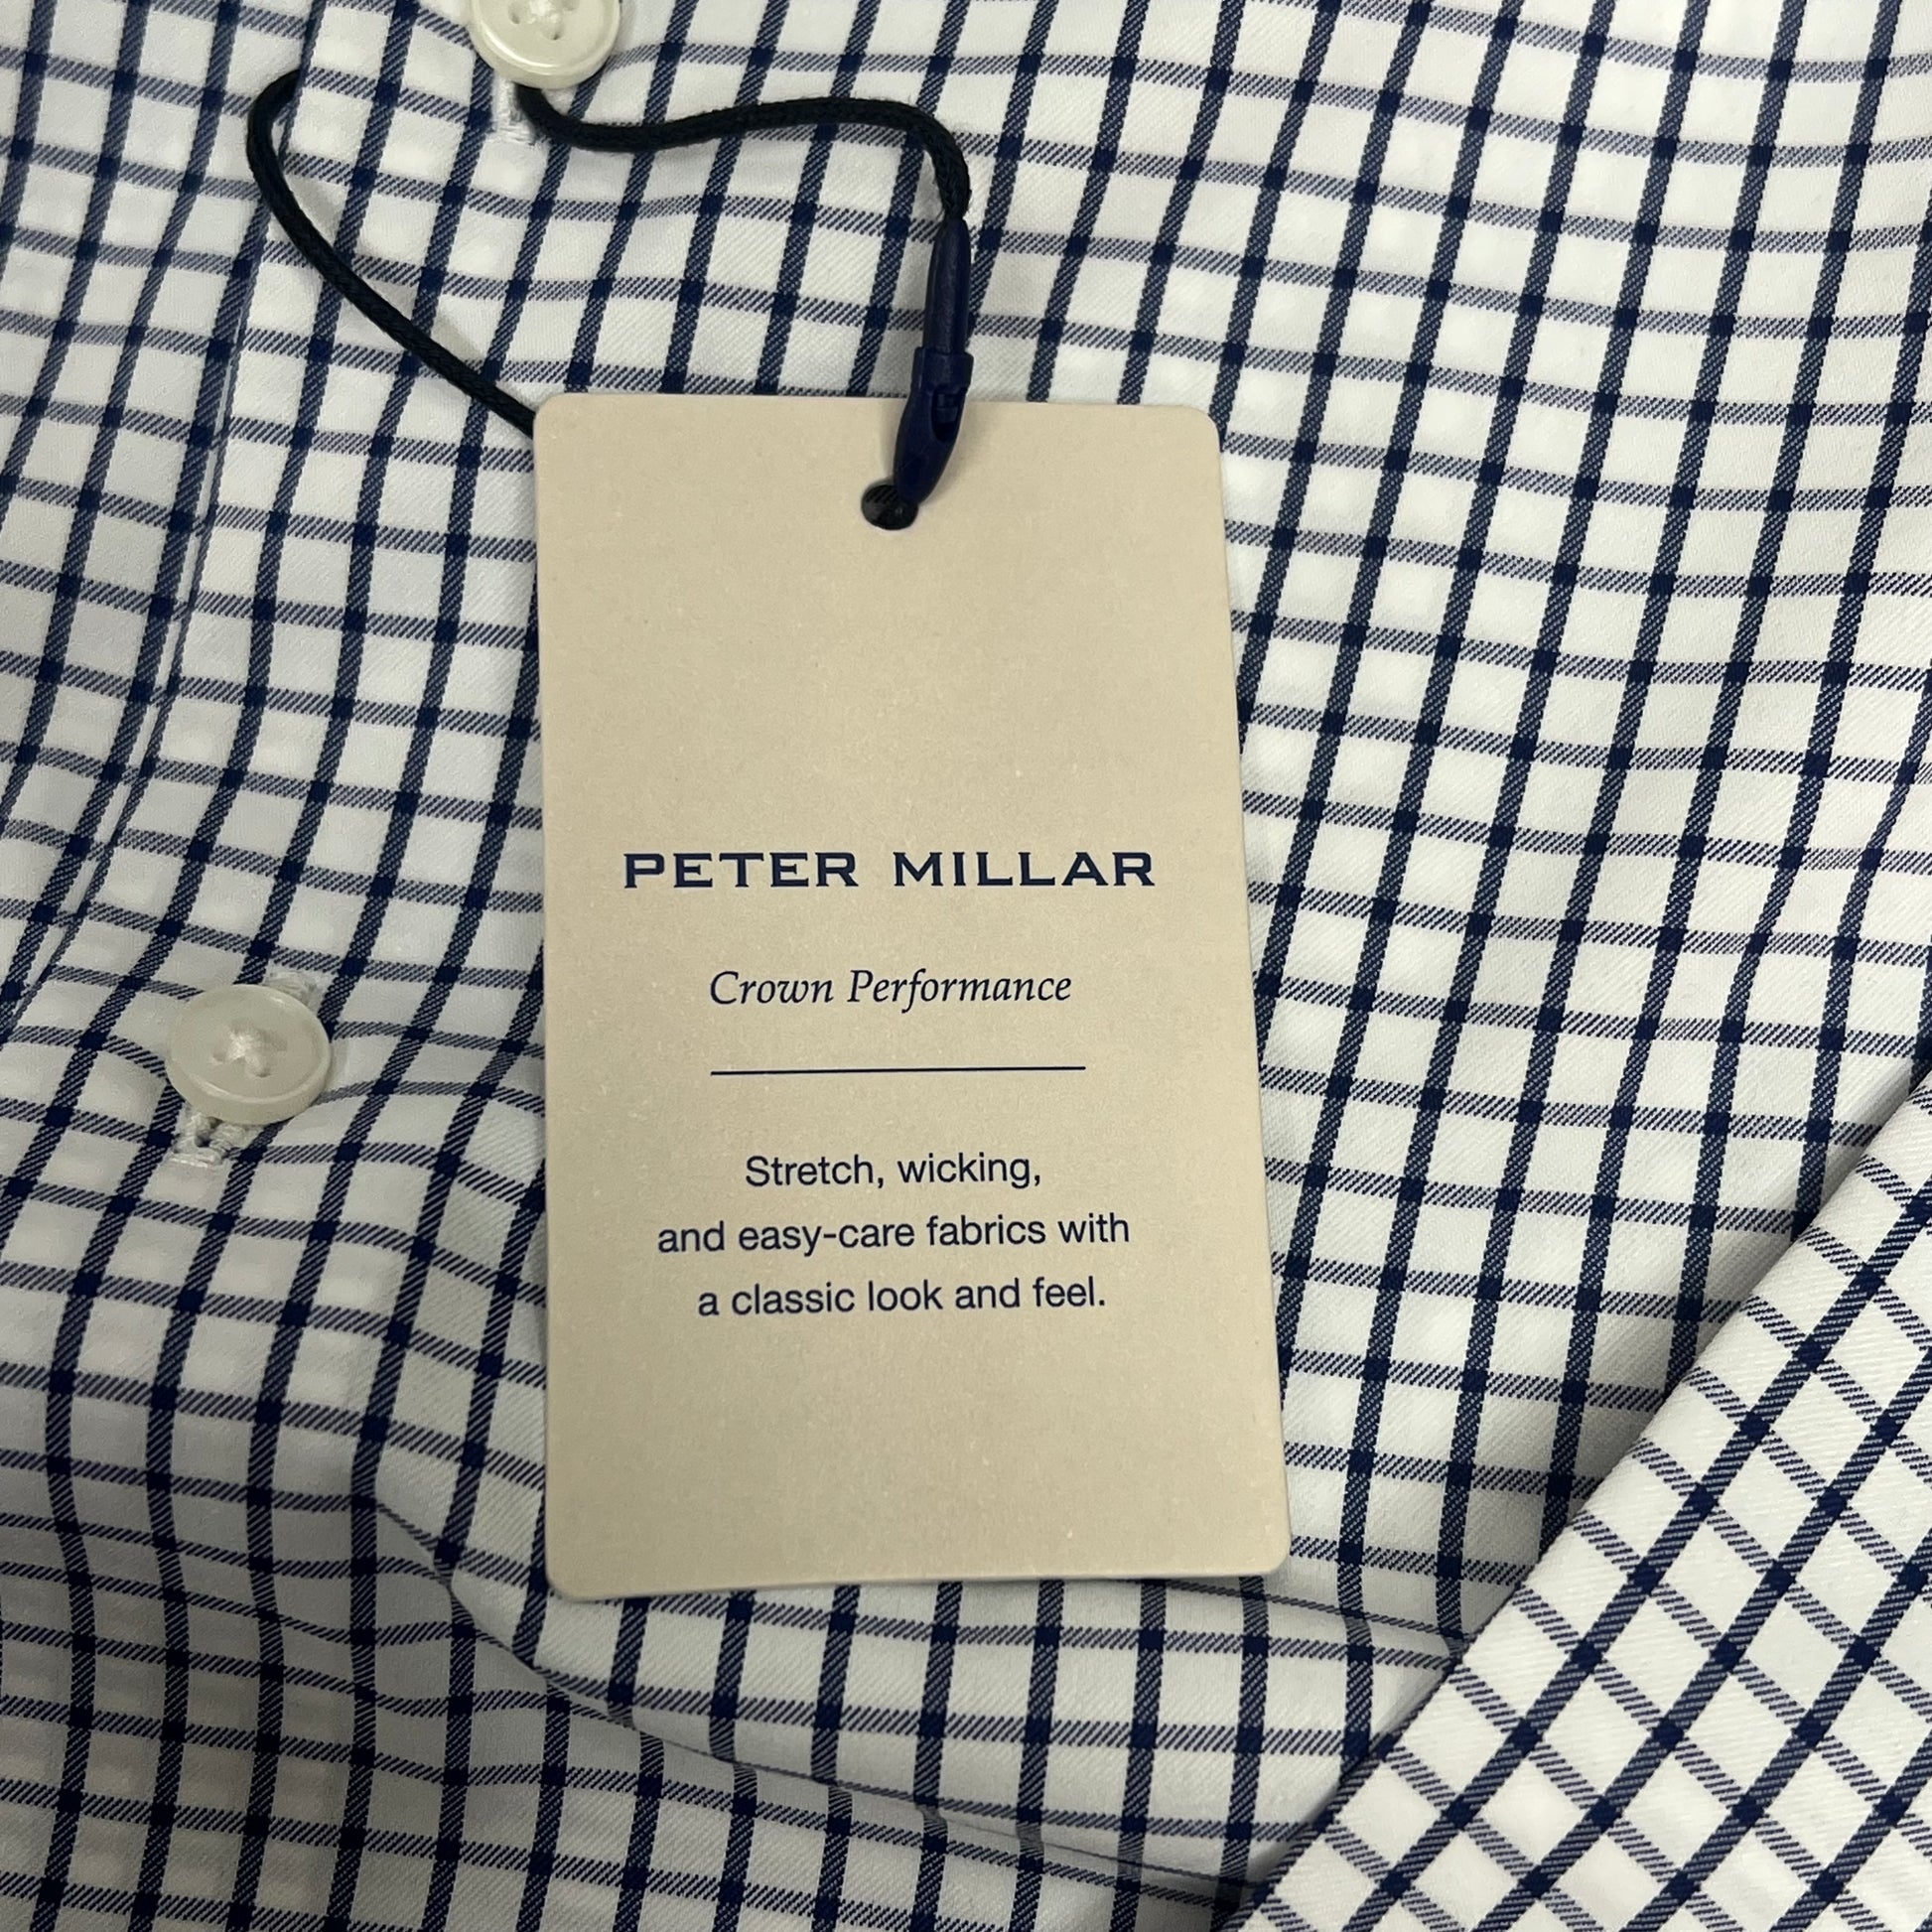 PETER MILLAR
Crown Performance
Stretch, wicking,
and easy-care fabrics with
a classic look and feel.